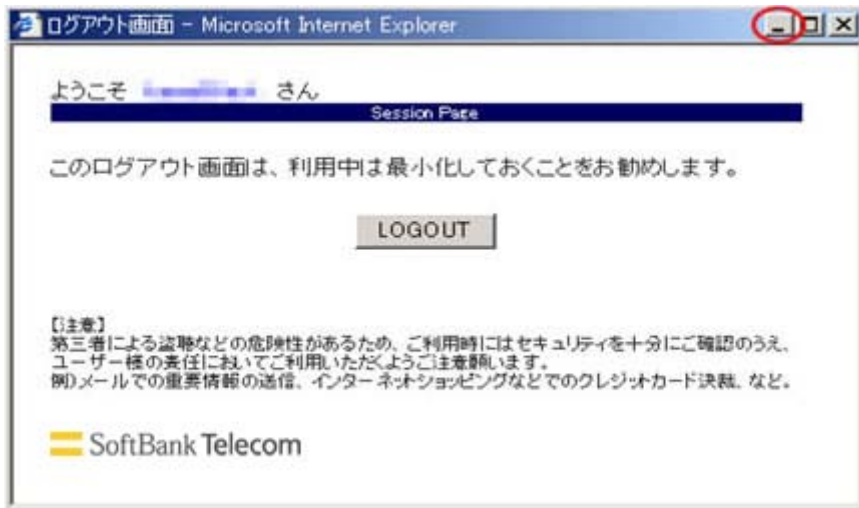 ログアウト画面 - Microsoft Internet Explorer
ようこそ さん
Session Page
このログアウト画面は、利用中は最小化しておくことをお勧めします。
LOGOUT
【注意】
第三者による盗聴などの危険性があるため、ご利用時にはセキュリティを十分にご確認のうえ、
ユーザー様の責任においてご利用いただくようご注意願います。
例)メールでの重要情報の送信、インターネットショッピングなどでのクレジットカード決裁、など。
SoftBank Telecom